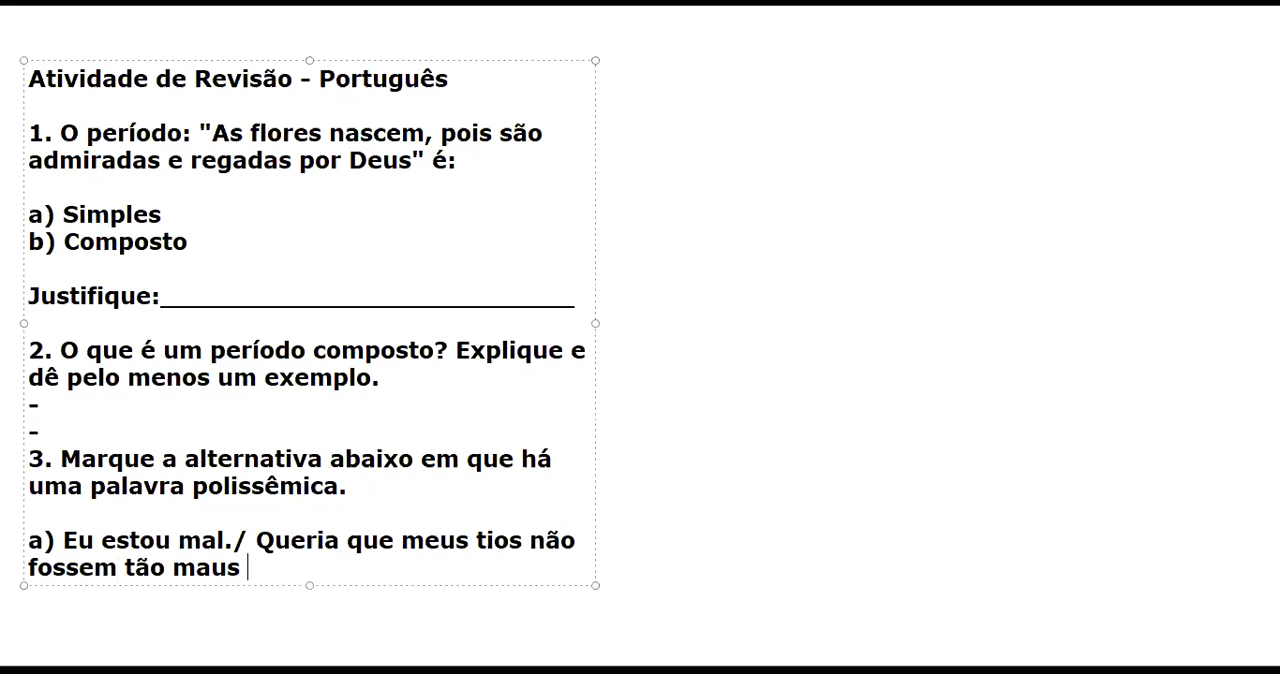 Atividade de Revisão - Português
1. O período: "As flores nascem, pois são
admiradas e regadas por Deus" é:
a) Simples
b) Composto
Justifique:______________________________
2. O que é um período composto? Explique e
dê pelo menos um exemplo.
-
-
3. Marque a alternativa abaixo em que há
uma palavra polissêmica.
a) Eu estou mal./ Queria que meus tios não
fossem tão maus